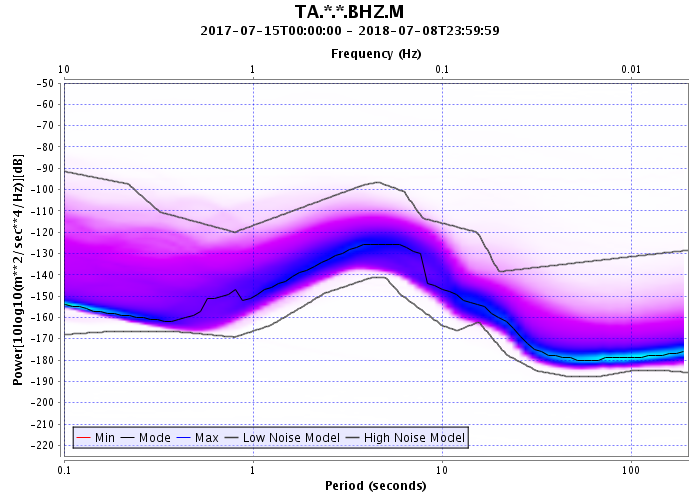 TA.*.*.BHZ.M
2017-07-15T00:00:00 - 2018-07-08T23:59:59
Frequency (Hz)
10 1 0.1 0.01
Power[10log10(m**2/sec**4/Hz)][dB]
-50
-60
-70
-80
-90
-100
-110
-120
-130
-140
-150
-160
-170
-180
-190
-200
-210
-220
Min Mode Max Low Noise Model High Noise Model
0.1 1 10 100
Period (seconds)